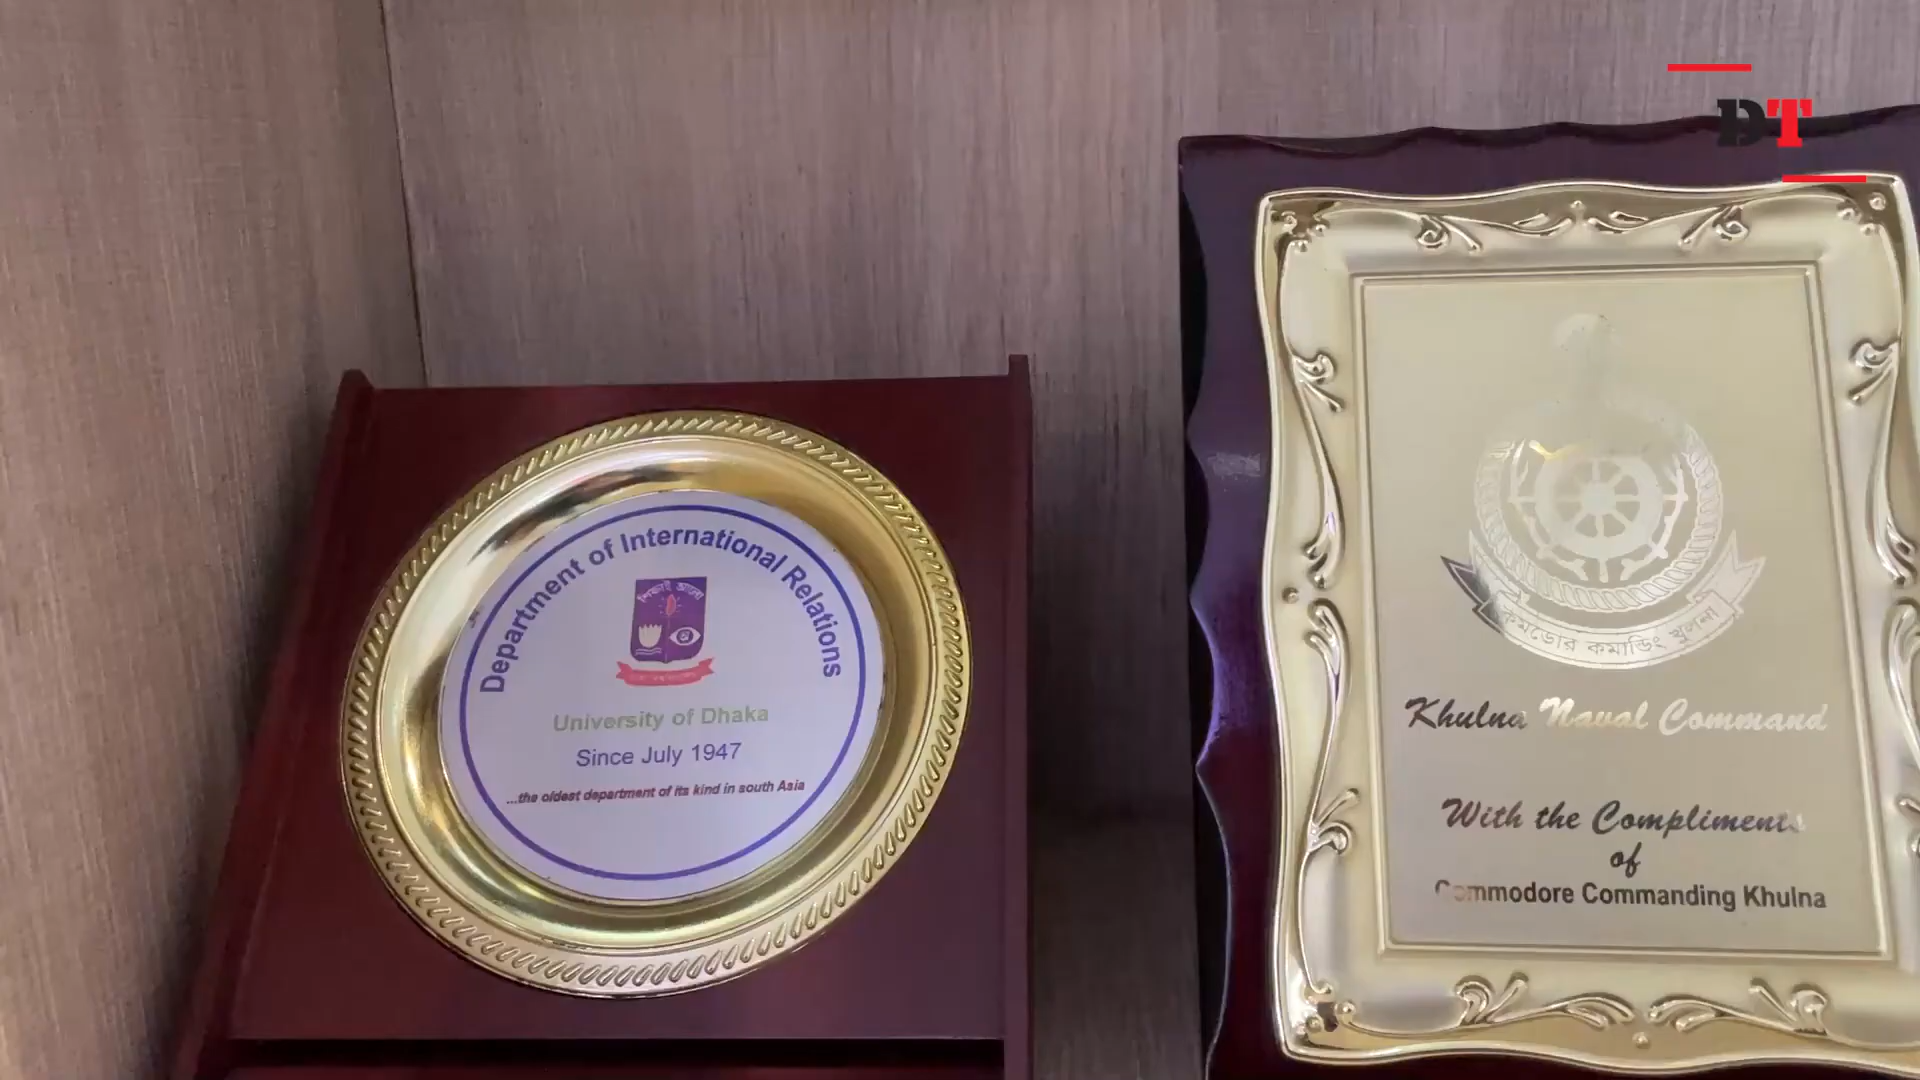 DT
Department of International Relations
শিক্ষাই আলো
University of Dhaka
Since July 1947
...the oldest department of its kind in south Asia
কমডোর কমান্ডিং খুলনা
Khulna Naval Command
With the Compliments
of
Commodore Commanding Khulna